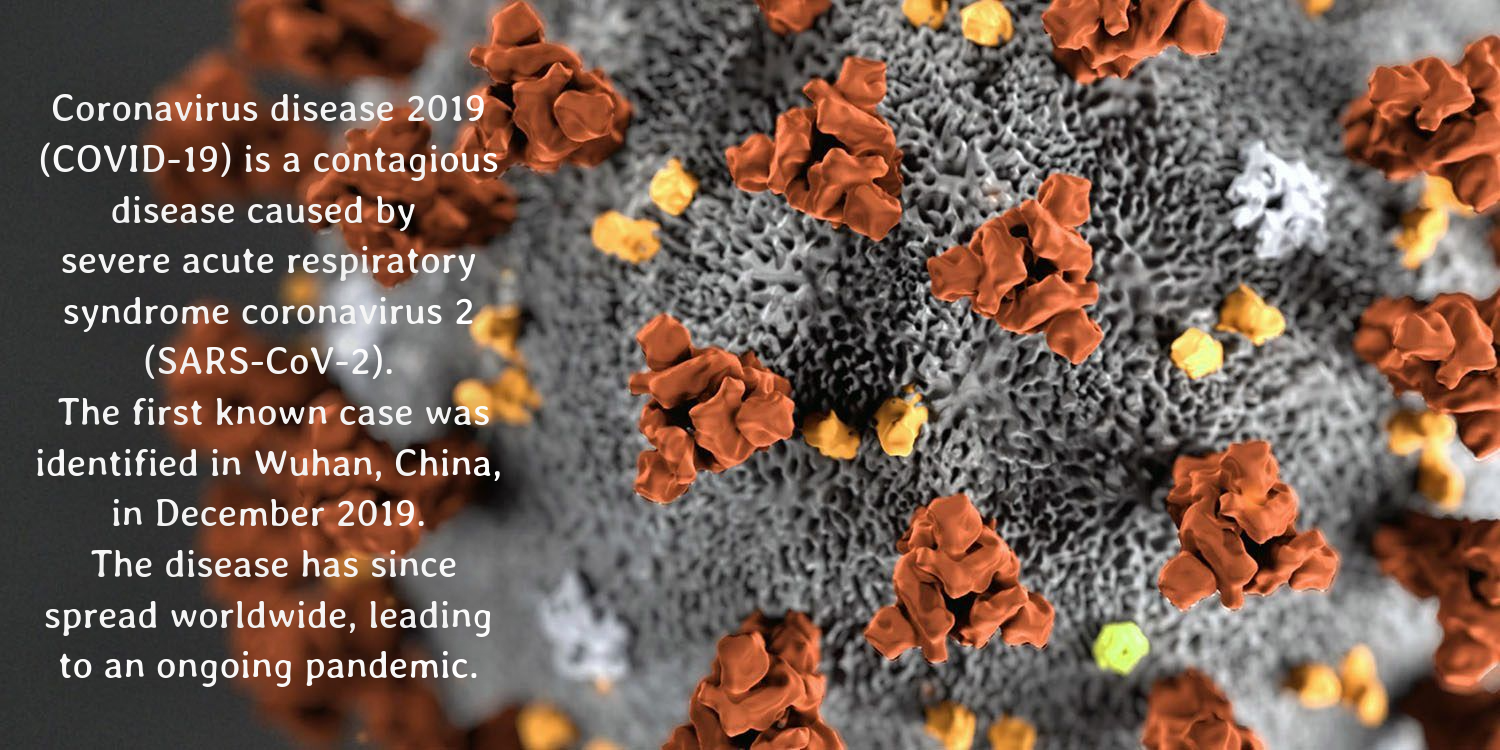 Coronavirus disease 2019
(COVID-19) is a contagious
disease caused by
severe acute respiratory
syndrome coronavirus 2
(SARS-CoV-2).
The first known case was
identified in Wuhan, China,
in December 2019.
The disease has since
spread worldwide, leading
to an ongoing pandemic.